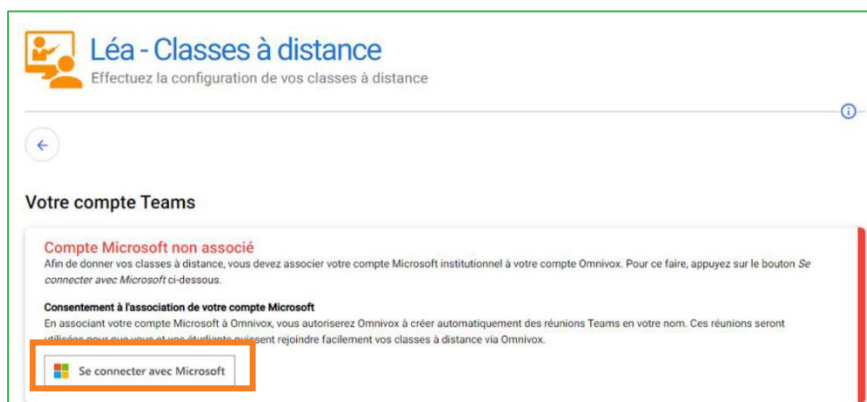 Léa - Classes à distance
Effectuez la configuration de vos classes à distance
Votre compte Teams
Compte Microsoft non associé
Afin de donner vos classes à distance, vous devez associer votre compte Microsoft institutionnel à votre compte Omnivox. Pour ce faire, appuyez sur le bouton Se
connecter avec Microsoft ci-dessous.
Consentement à l'association de votre compte Microsoft
En associant votre compte Microsoft à Omnivox, vous autoriserez Omnivox à créer automatiquement des réunions Teams en votre nom. Ces réunions seront
utilisées pour que vous et vos étudiants puissent rejoindre facilement vos classes à distance via Omnivox.
Se connecter avec Microsoft